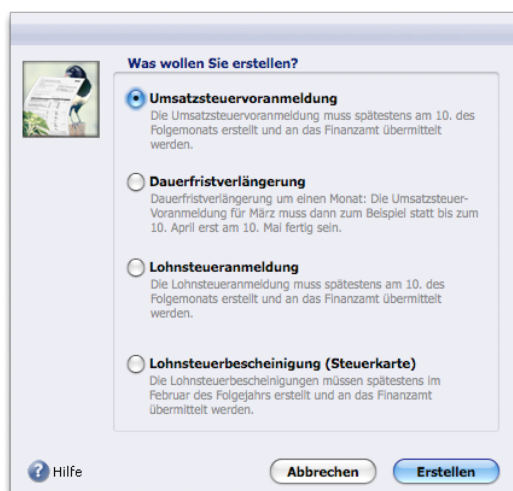 Was wollen Sie erstellen?
Umsatzsteuervoranmeldung
Die Umsatzsteuervoranmeldung muss spätestens am 10. des
Folgemonats erstellt und an das Finanzamt übermittelt
werden.
Dauerfristverlängerung
Dauerfristverlängerung um einen Monat: Die Umsatzsteuer-
Voranmeldung für März muss dann zum Beispiel statt bis zum
10. April erst am 10. Mai fertig sein.
Lohnsteueranmeldung
Die Lohnsteueranmeldung muss spätestens am 10. des
Folgemonats erstellt und an das Finanzamt übermittelt
werden.
Lohnsteuerbescheinigung (Steuerkarte)
Die Lohnsteuerbescheinigungen müssen spätestens im
Februar des Folgejahrs erstellt und an das Finanzamt
übermittelt werden.
Hilfe
Abbrechen
Erstellen